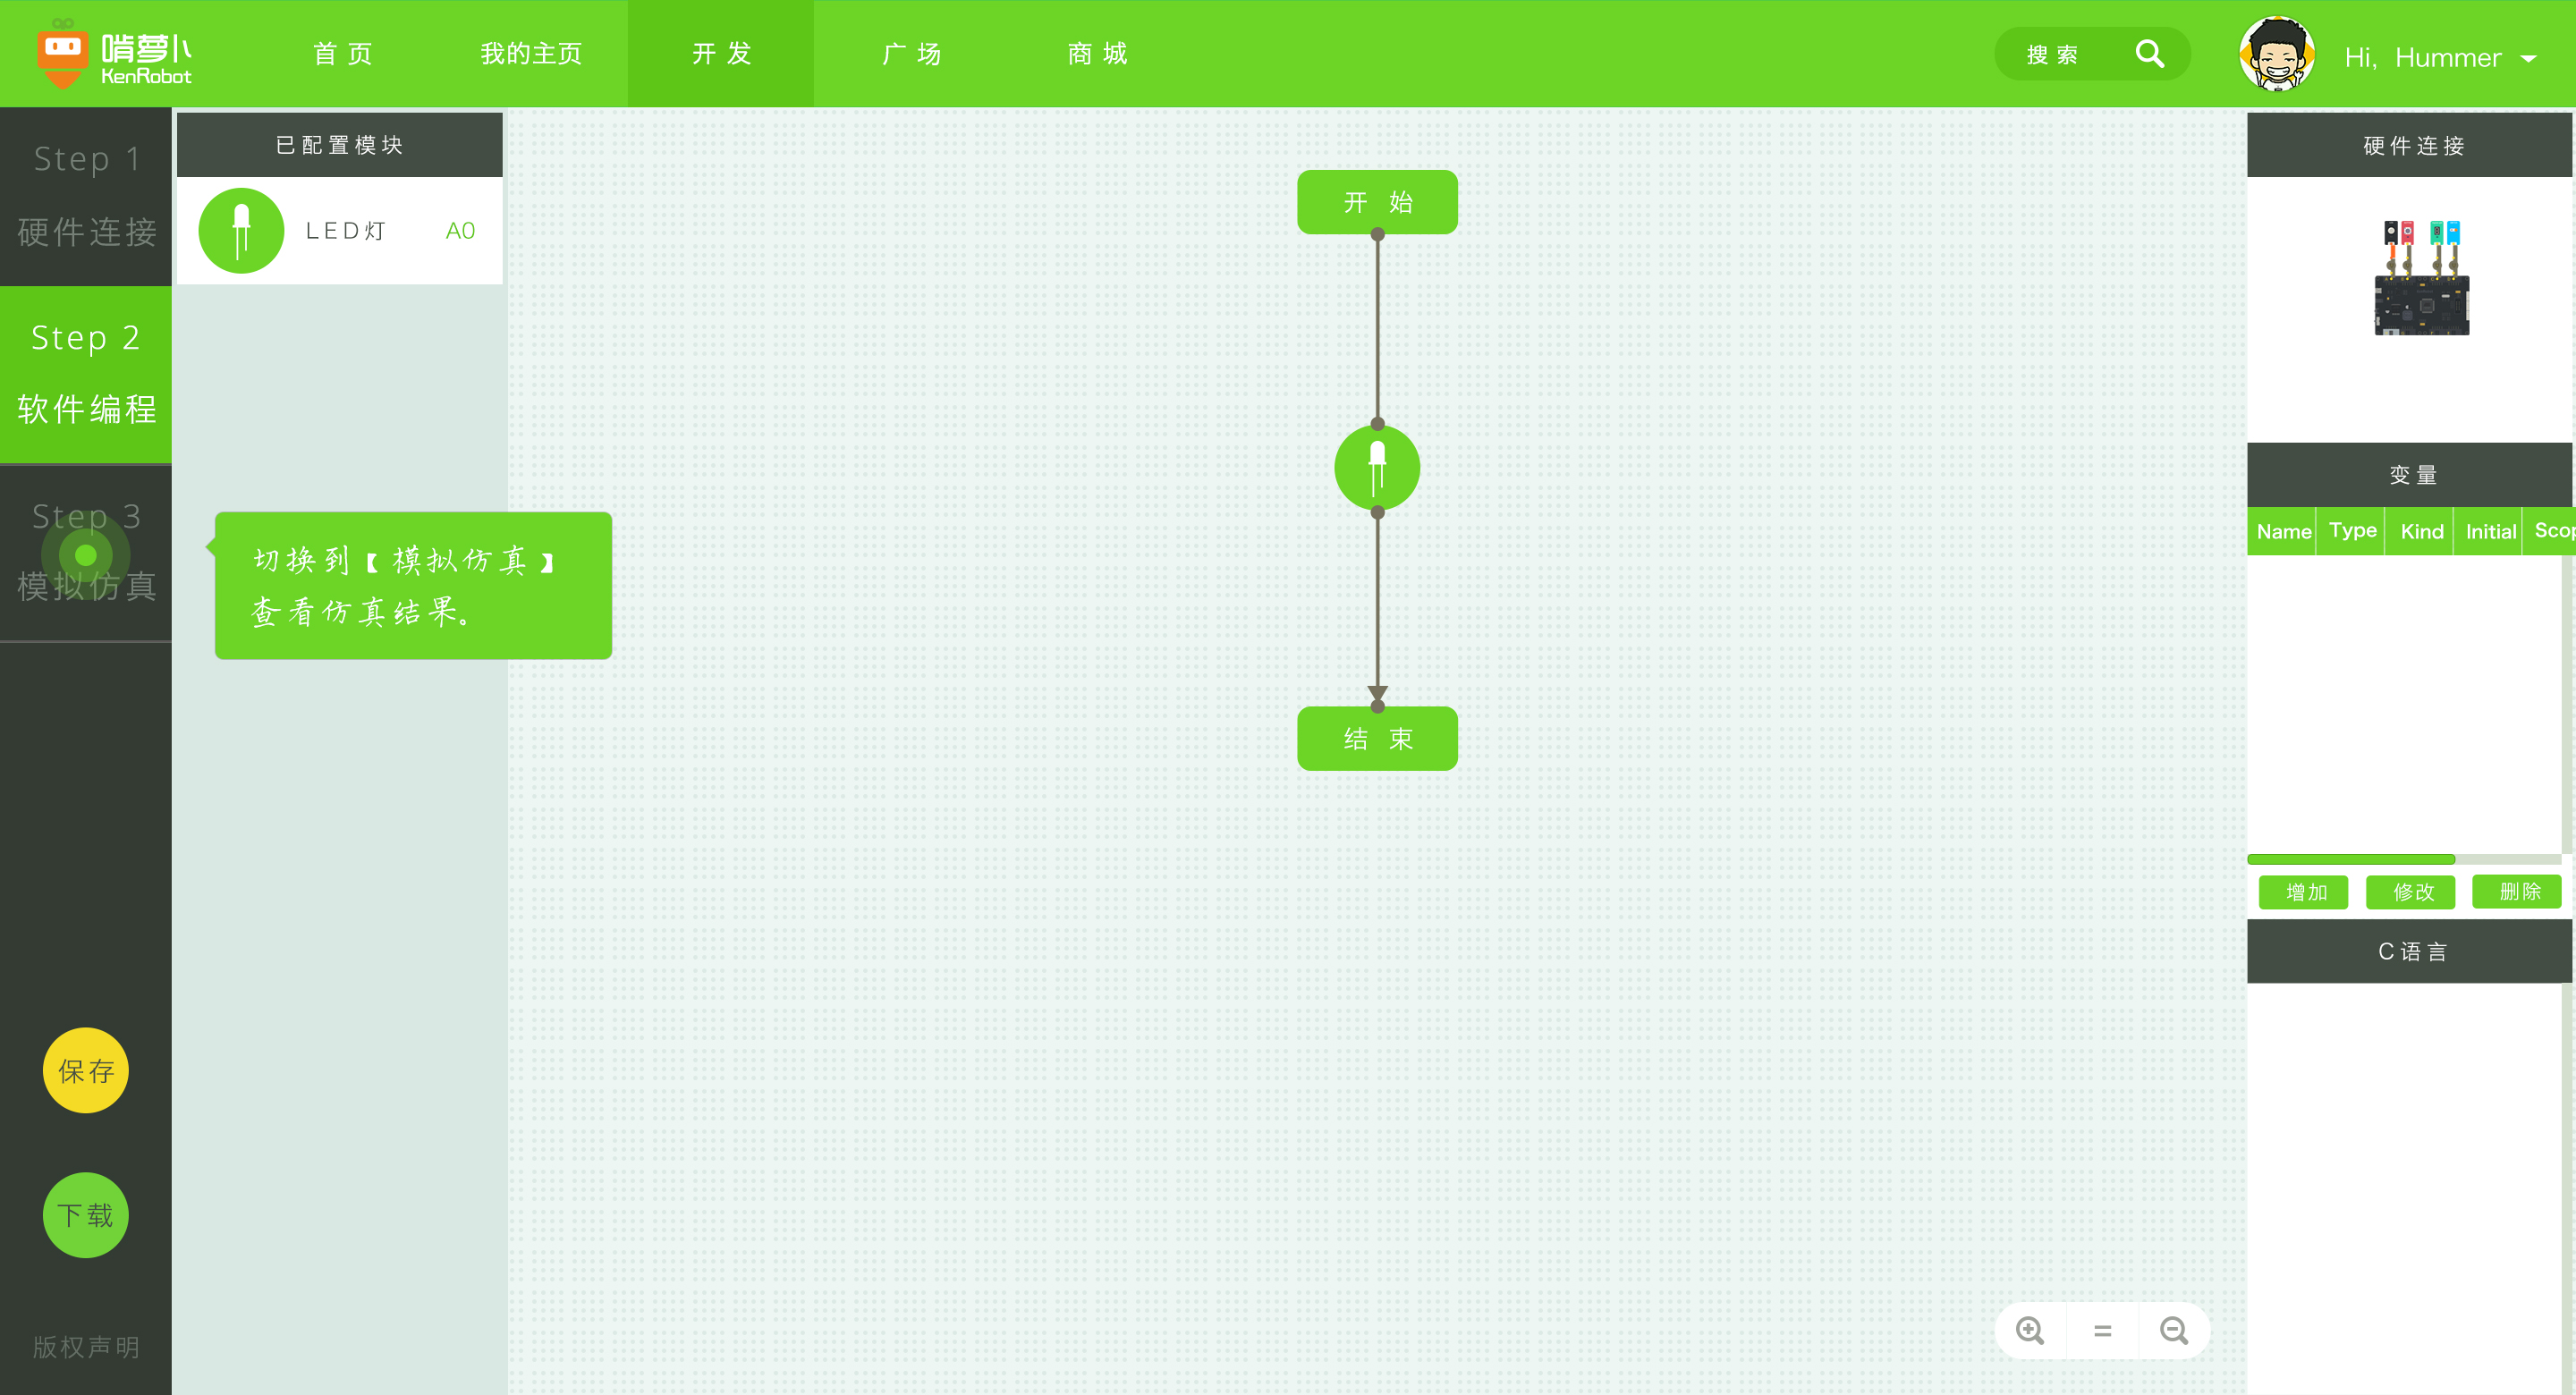 啃萝卜
KenRobot
首页
我的主页
开发
广场
商城
搜索
Hi, Hummer
Step 1
硬件连接
Step 2
软件编程
Step 3
模拟仿真
保存
下载
版权声明
已配置模块
LED灯 A0
切换到【模拟仿真】
查看仿真结果。
开始
结束
硬件连接
变量
Name Type Kind Initial Scop
增加 修改 删除
C语言